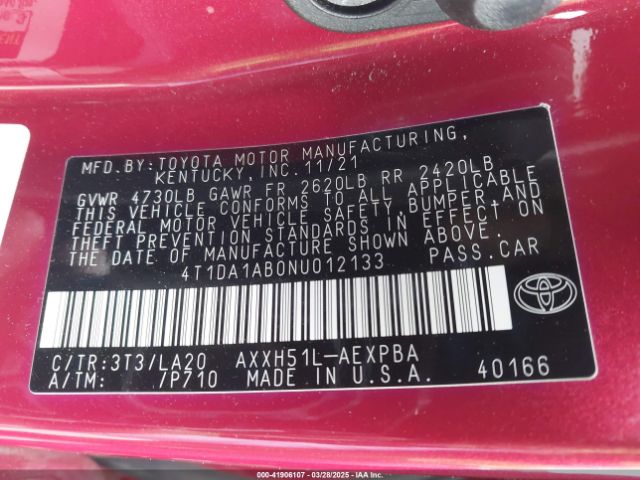 MFD. BY:TOYOTA MOTOR MANUFACTURING,
KENTUCKY, INC. 11/21
GVWR 4730LB GAWR FR 2620LB RR 2420LB
THIS VEHICLE CONFORMS TO ALL APPLICABLE
FEDERAL MOTOR VEHICLE SAFETY, BUMPER, AND
THEFT PREVENTION STANDARDS IN EFFECT ON
THE DATE OF MANUFACTURE SHOWN ABOVE.
4T1DA1AB0NU012133 PASS. CAR
C/TR:3T3/LA20 AXXH51L-AEXPBA
A/TM: /P710 MADE IN U.S.A. 40166
000-41906107 - 03/28/2025 - IAA Inc.